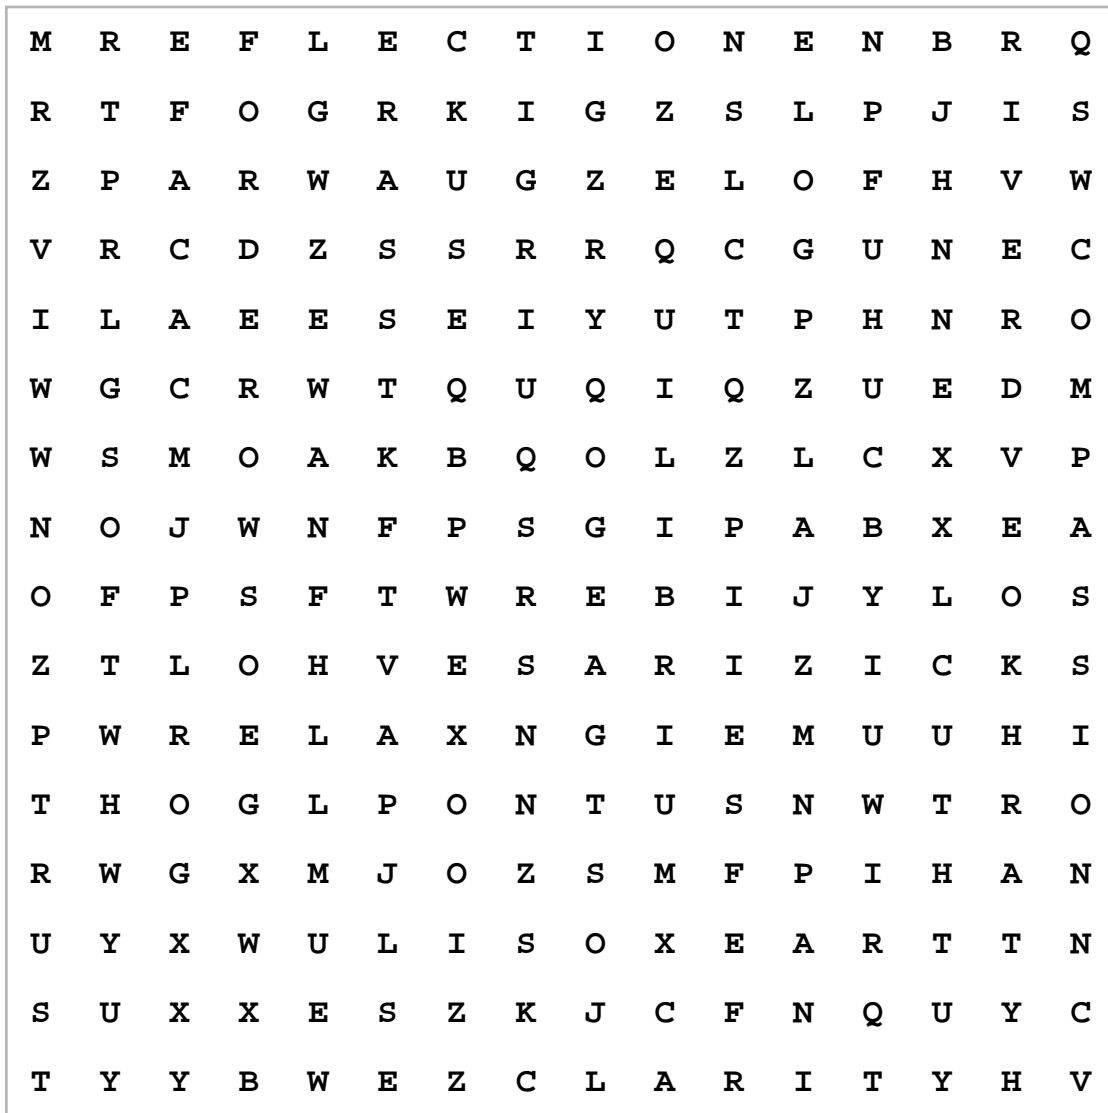 M R E F L E C T I O N E N B R Q
R T F O G R K I G Z S L P J I S
Z P A R W A U G Z E L O F H V W
V R C D Z S S R R Q C G U N E C
I L A E E S E I Y U T P H N R O
W G C R W T Q U Q I Q Z U E D M
W S M O A K B Q O L Z L C X V P
N O J W N F P S G I P A B X E A
O F P S F T W R E B I J Y L O S
Z T L O H V E S A R I Z I C K S
P W R E L A X N G I E M U U H I
T H O G L P O N T U S N W T R O
R W G X M J O Z S M F P I H A N
U Y X W U L I S O X E A R T T N
S U X X E S Z K J C F N Q U Y C
T Y Y B W E Z C L A R I T Y H V